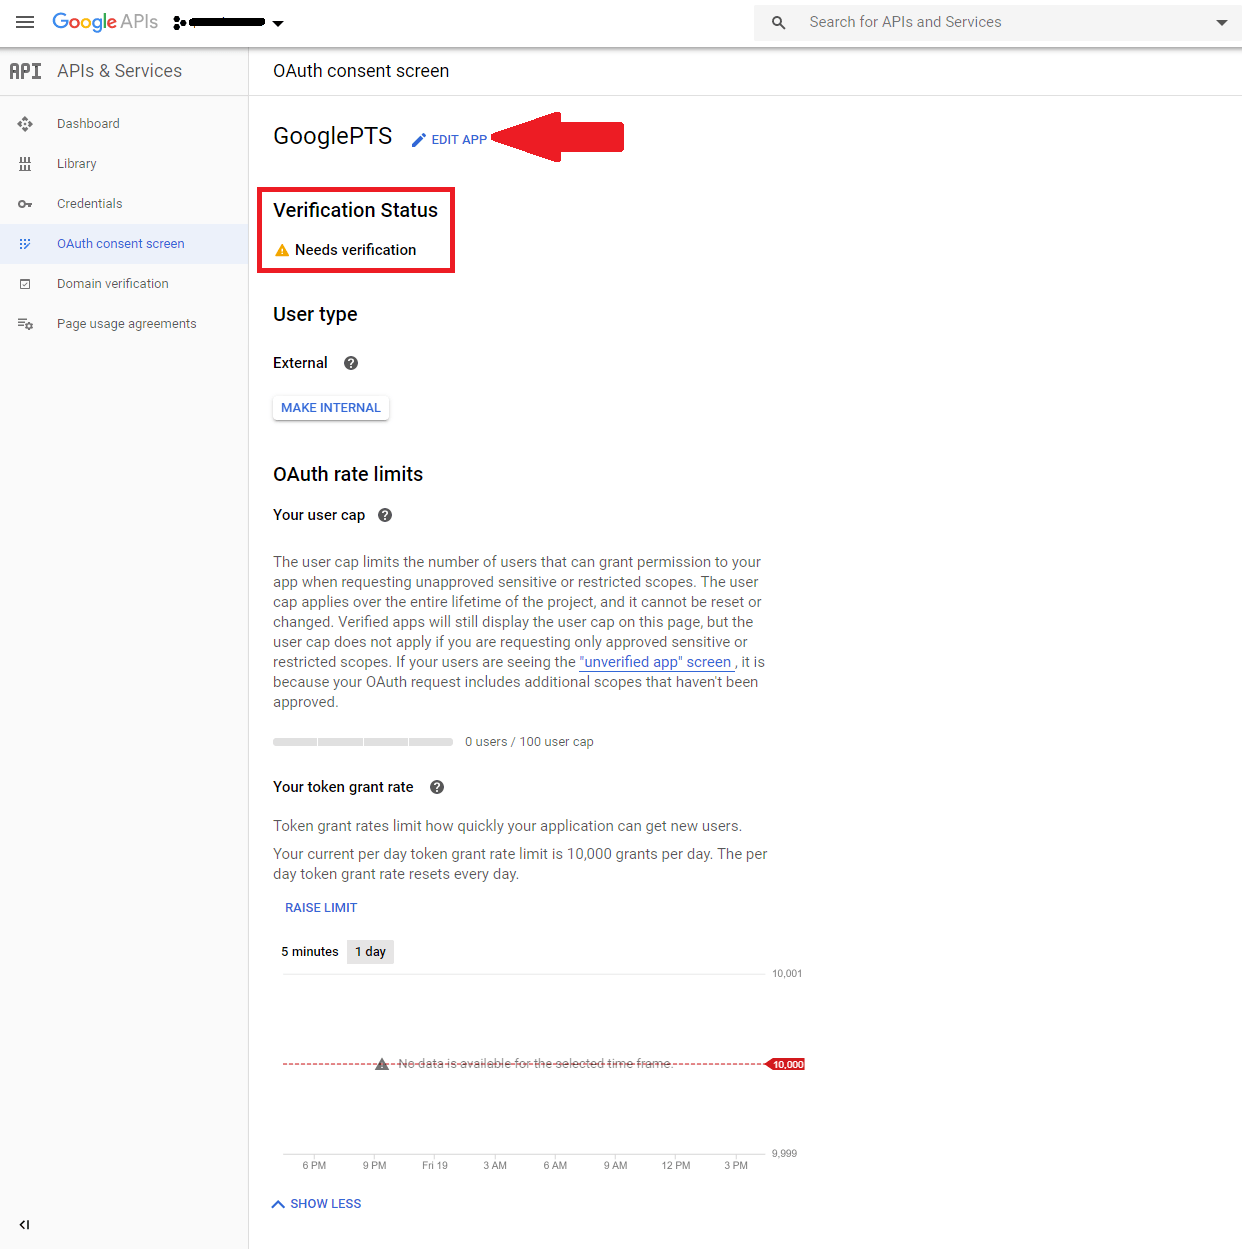 Google APIs
Search for APIs and Services
API APIs & Services
OAuth consent screen
Dashboard
Library
Credentials
OAuth consent screen
Domain verification
Page usage agreements
GooglePTS
EDIT APP
Verification Status
Needs verification
User type
External
MAKE INTERNAL
OAuth rate limits
Your user cap
The user cap limits the number of users that can grant permission to your
app when requesting unapproved sensitive or restricted scopes. The user
cap applies over the entire lifetime of the project, and it cannot be reset or
changed. Verified apps will still display the user cap on this page, but the
user cap does not apply if you are requesting only approved sensitive or
restricted scopes. If your users are seeing the "unverified app" screen , it is
because your OAuth request includes additional scopes that haven't been
approved.
0 users / 100 user cap
Your token grant rate
Token grant rates limit how quickly your application can get new users.
Your current per day token grant rate limit is 10,000 grants per day. The per
day token grant rate resets every day.
RAISE LIMIT
5 minutes 1 day
10,001
No data is available for the selected time frame.
10,000
9,999
6 PM 9 PM Fri 19 3 AM 6 AM 9 AM 12 PM 3 PM
SHOW LESS